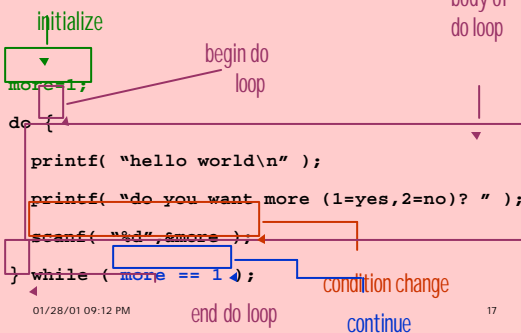 body of
do loop
initialize
begin do
loop
more=1;
do {
printf( “hello world\n” );
printf( “do you want more (1=yes,2=no)? ” );
scanf( “%d”,&more );
} while ( more == 1 );
condition change
continue
end do loop
01/28/01 09:12 PM
17